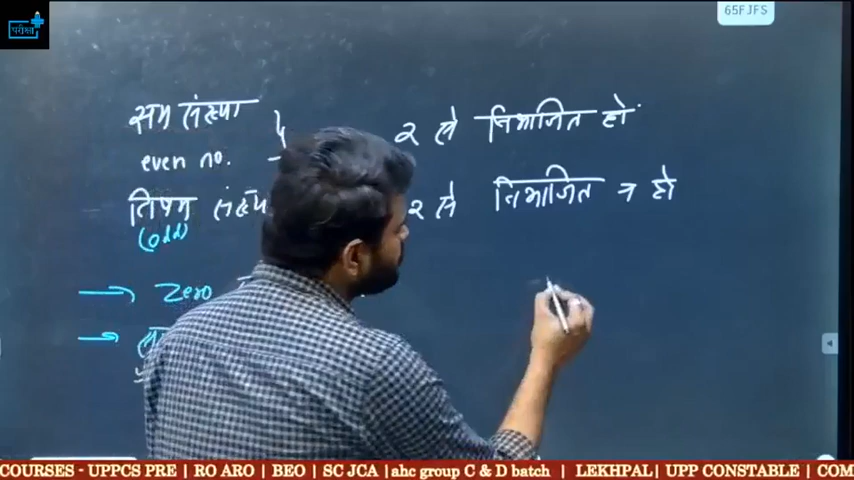 परीक्षा
65FJFS
सम संख्या 2 से विभाजित हो
even no.
विषम संख्या 2 से विभाजित न हो
(odd)
→ Zero
→
COURSES - UPPCS PRE | RO ARO | BEO | SC JCA |ahc group C & D batch | LEKHPAL| UPP CONSTABLE| COM